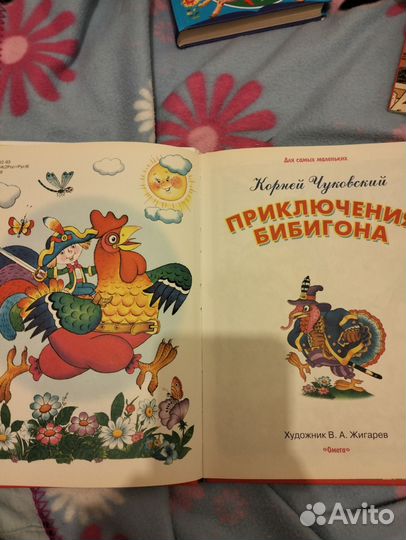 Для самых маленьких
Корней Чуковский
ПРИКЛЮЧЕНИЯ
БИБИГОНА
Художник В. А. Жигарев
«Омега»
Avito